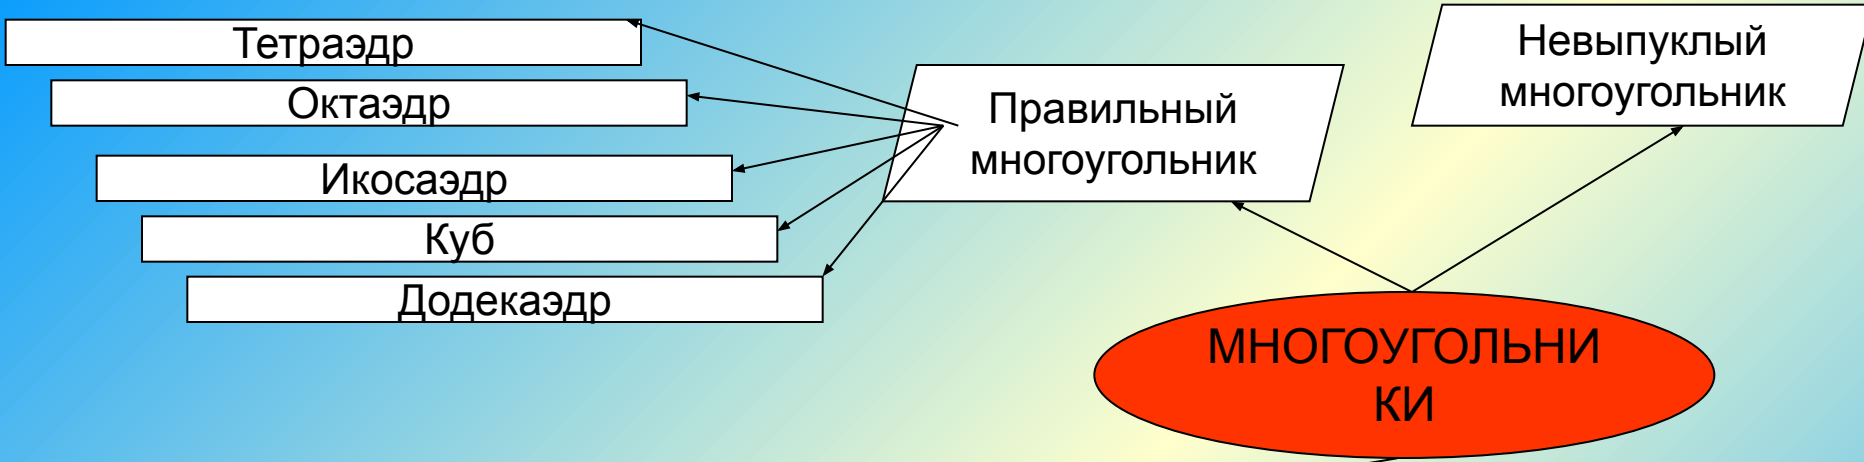 Тетраэдр
Октаэдр
Икосаэдр
Куб
Додекаэдр
Правильный
многоугольник
Невыпуклый
многоугольник
МНОГОУГОЛЬНИ
КИ